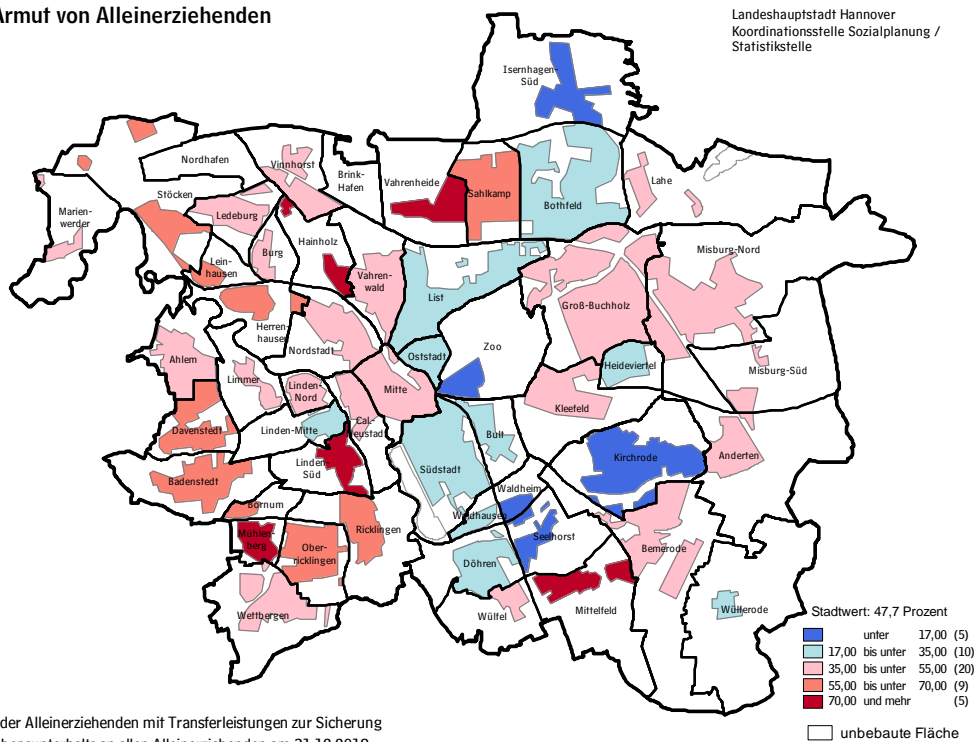 Armut von Alleinerziehenden
Landeshauptstadt Hannover
Koordinationsstelle Sozialplanung /
Statistikstelle
Isernhagen-
Süd
Nordhafen
Vinnhorst
Brink-
Hafen
Vahrenheide
Sahlkamp
Bothfeld
Lahe
Stöcken
Marien-
werder
Ledeburg
Burg
Hainholz
Lein-
hausen
Vahren-
wald
List
Misburg-Nord
Groß-Buchholz
Herren-
hausen
Nordstadt
Zoo
Oststadt
Heideviertel
Misburg-Süd
Ahlem
Limmer
Linden-
Nord
Mitte
Kleefeld
Davenstedt
Linden-Mitte
Cal.
Neustadt
Bult
Anderten
Kirchrode
Südstadt
Linden-
Süd
Badenstedt
Waldheim
Bornum
Waldhausen
Ricklingen
Seelhorst
Mühlen-
berg
Ober-
ricklingen
Bemerode
Döhren
Wettbergen
Wülfel
Mittelfeld
Wülferode
Stadtwert: 47,7 Prozent
unter 17,00 (5)
17,00 bis unter 35,00 (10)
35,00 bis unter 55,00 (20)
55,00 bis unter 70,00 (9)
70,00 und mehr (5)
unbebaute Fläche
der Alleinerziehenden mit Transferleistungen zur Sicherung